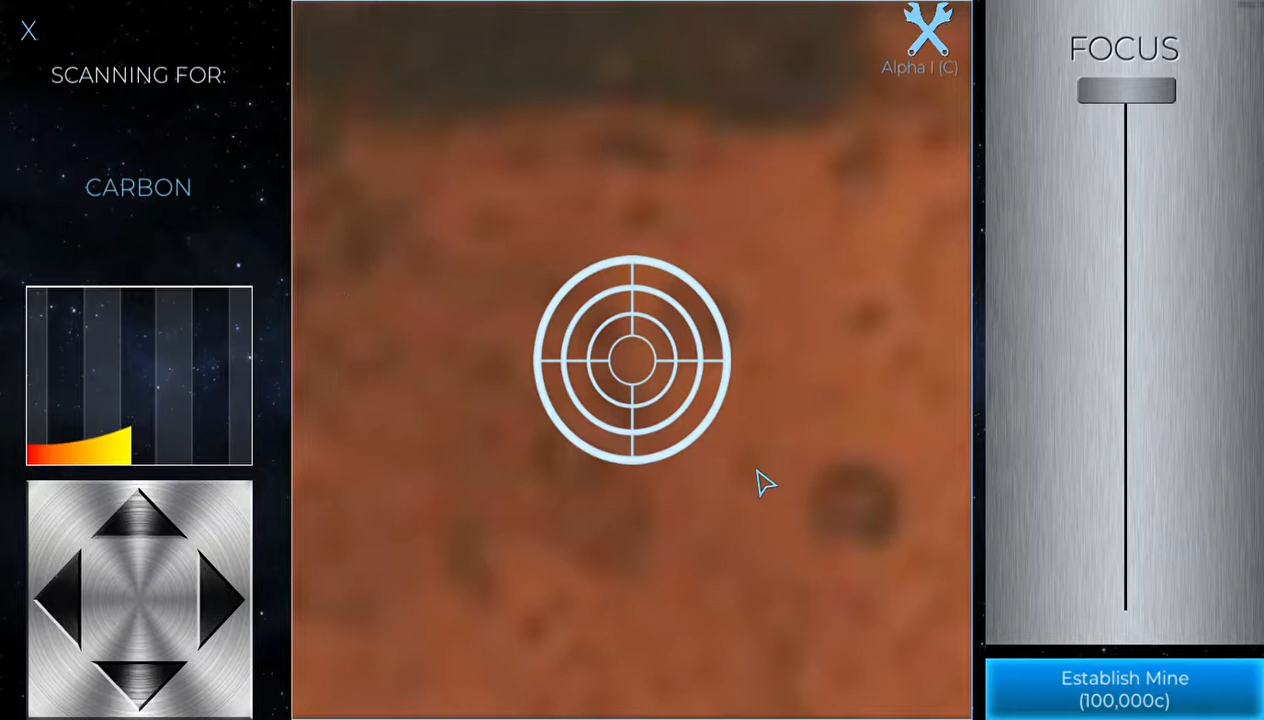 X
SCANNING FOR:
CARBON
Alpha I (C)
FOCUS
Establish Mine
(100,000c)